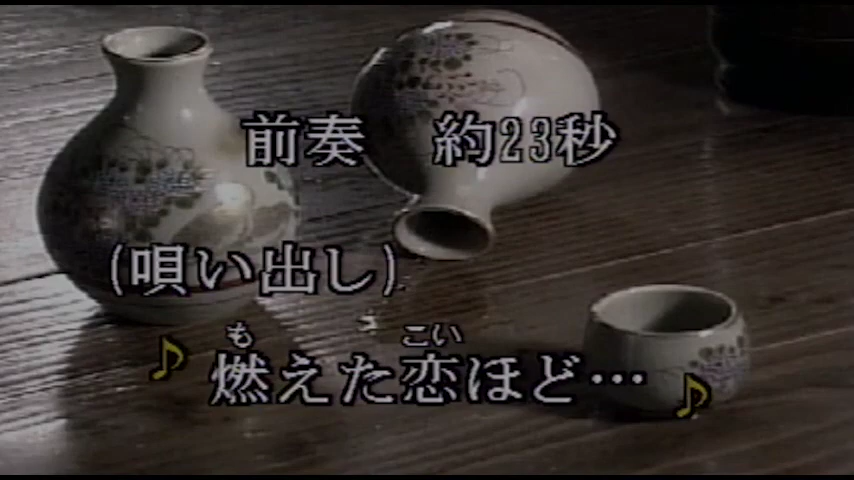 前奏　約23秒
(唄い出し)
も こい
♪ 燃えた恋ほど… ♪